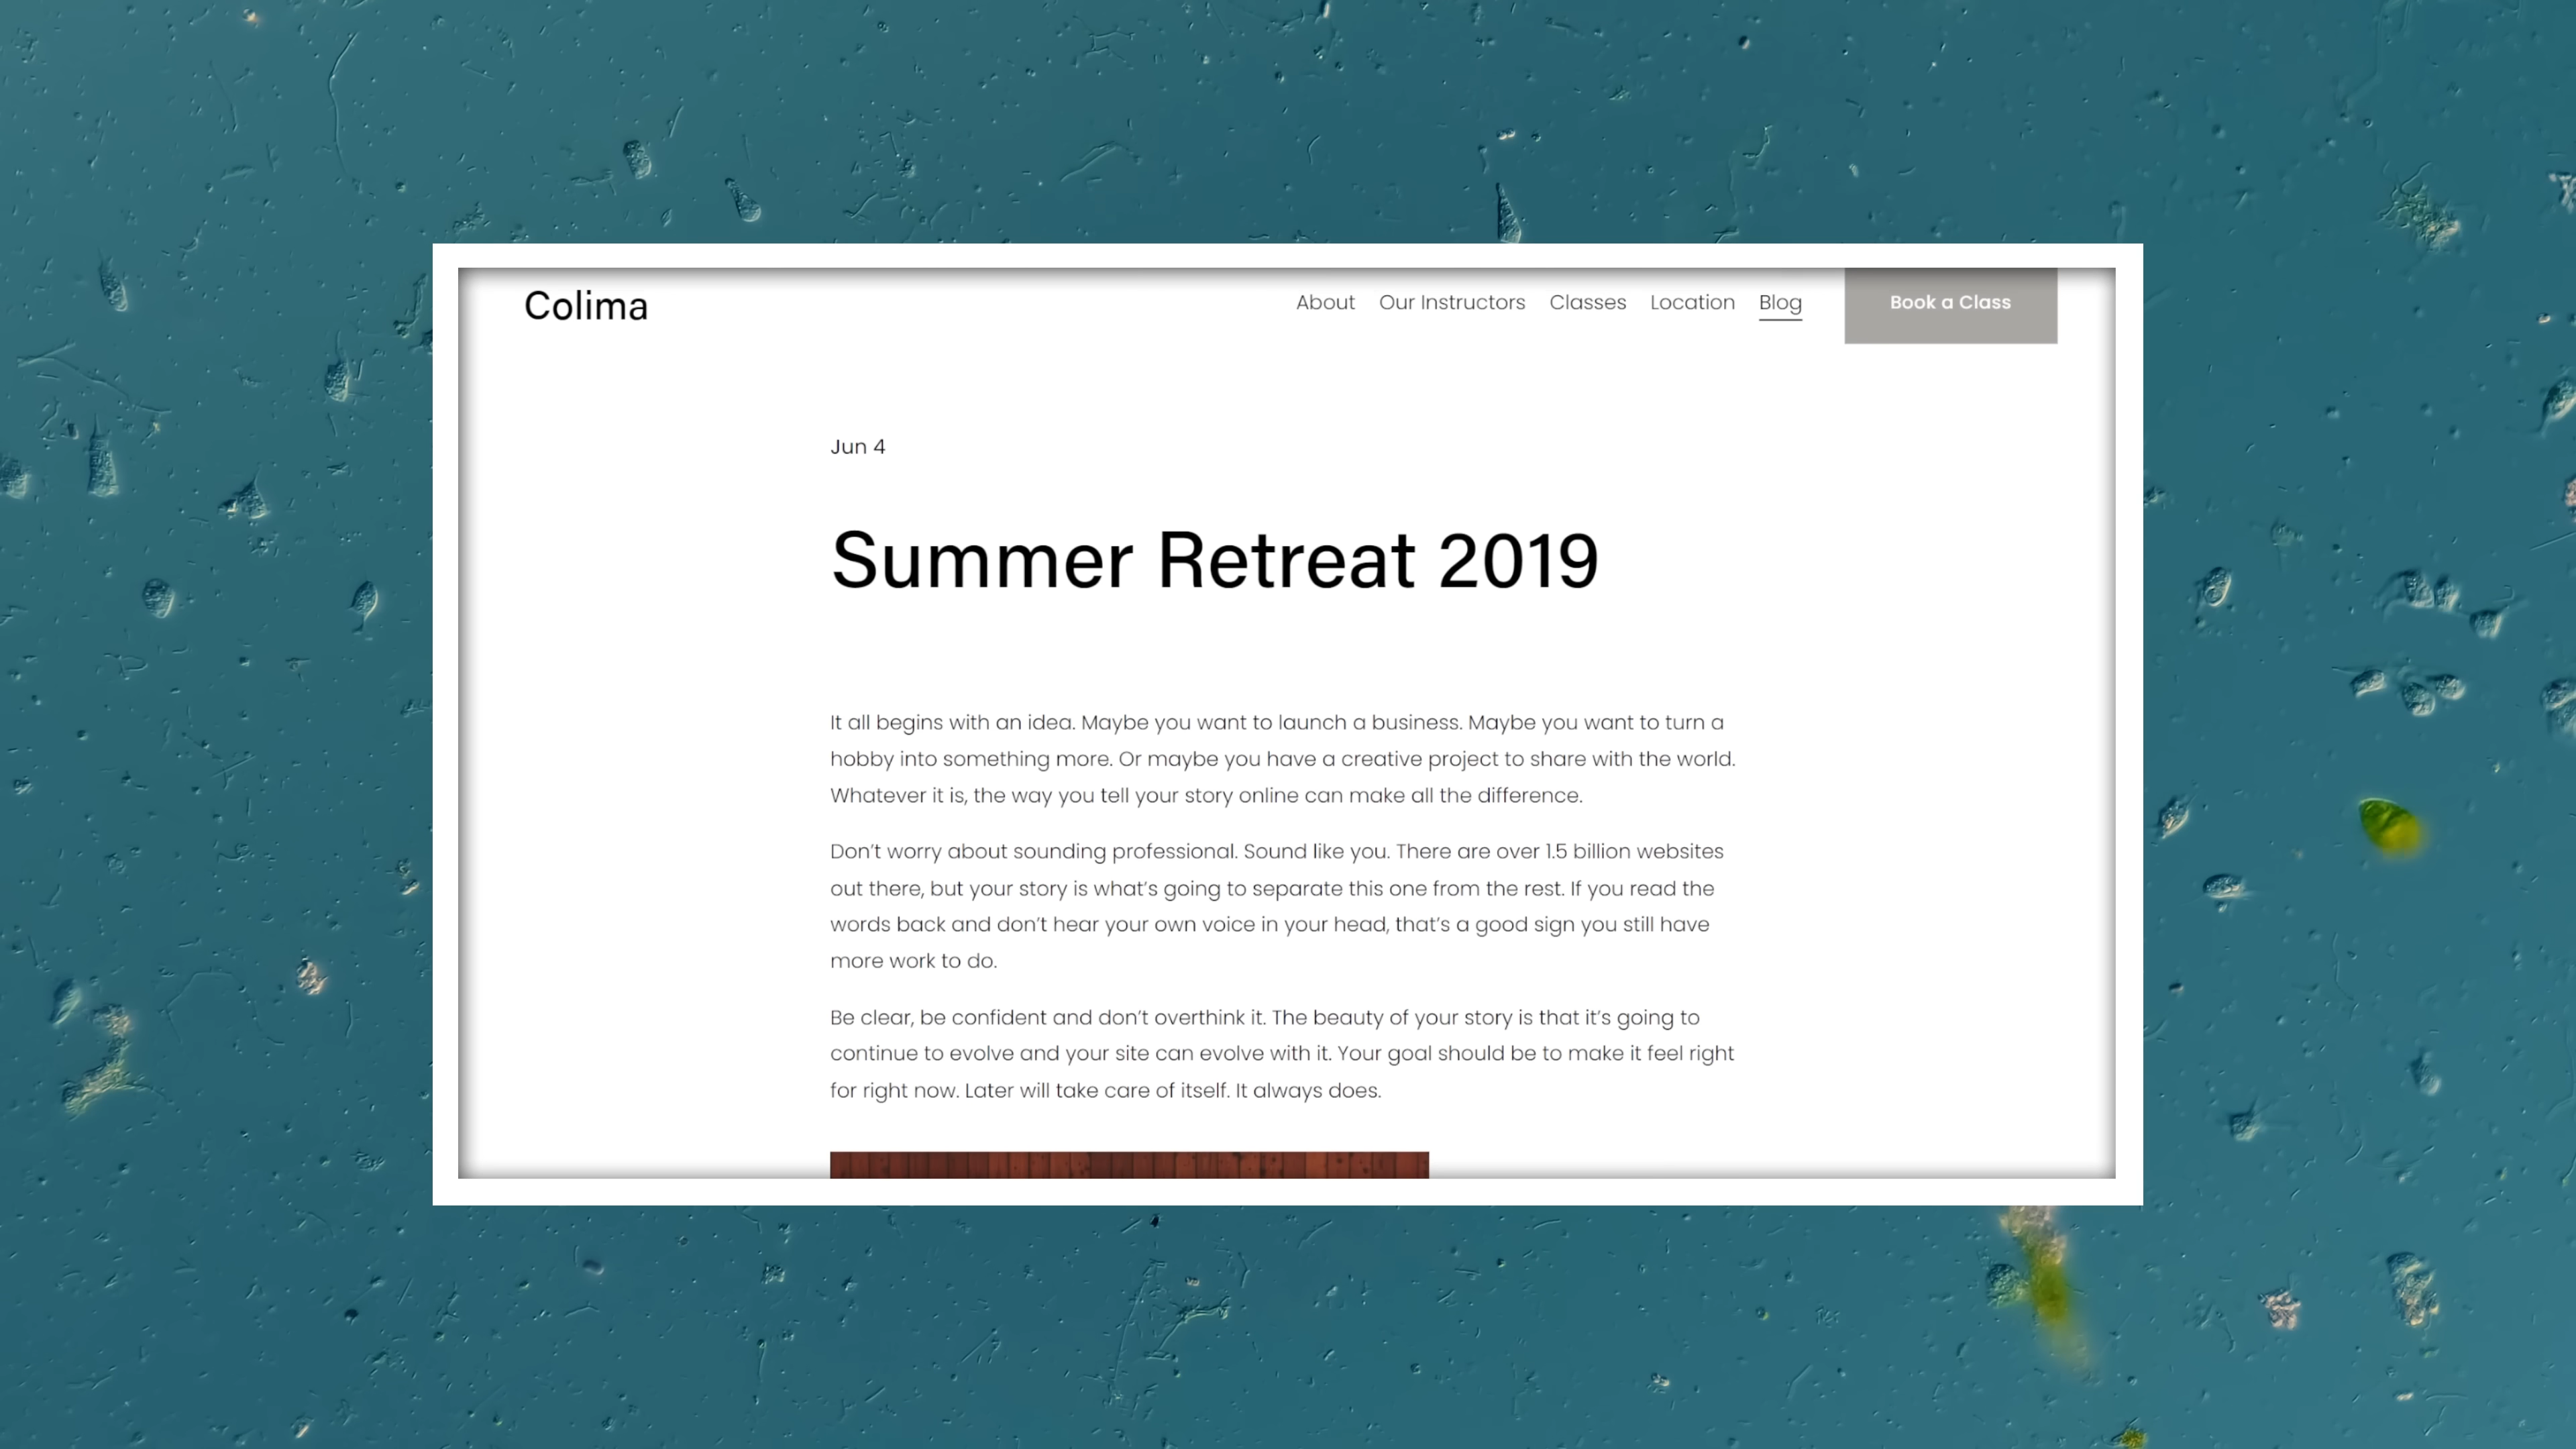 Colima
About Our Instructors Classes Location Blog Book a Class
Jun 4
Summer Retreat 2019
It all begins with an idea. Maybe you want to launch a business. Maybe you want to turn a
hobby into something more. Or maybe you have a creative project to share with the world.
Whatever it is, the way you tell your story online can make all the difference.
Don’t worry about sounding professional. Sound like you. There are over 1.5 billion websites
out there, but your story is what’s going to separate this one from the rest. If you read the
words back and don’t hear your own voice in your head, that’s a good sign you still have
more work to do.
Be clear, be confident and don’t overthink it. The beauty of your story is that it’s going to
continue to evolve and your site can evolve with it. Your goal should be to make it feel right
for right now. Later will take care of itself. It always does.